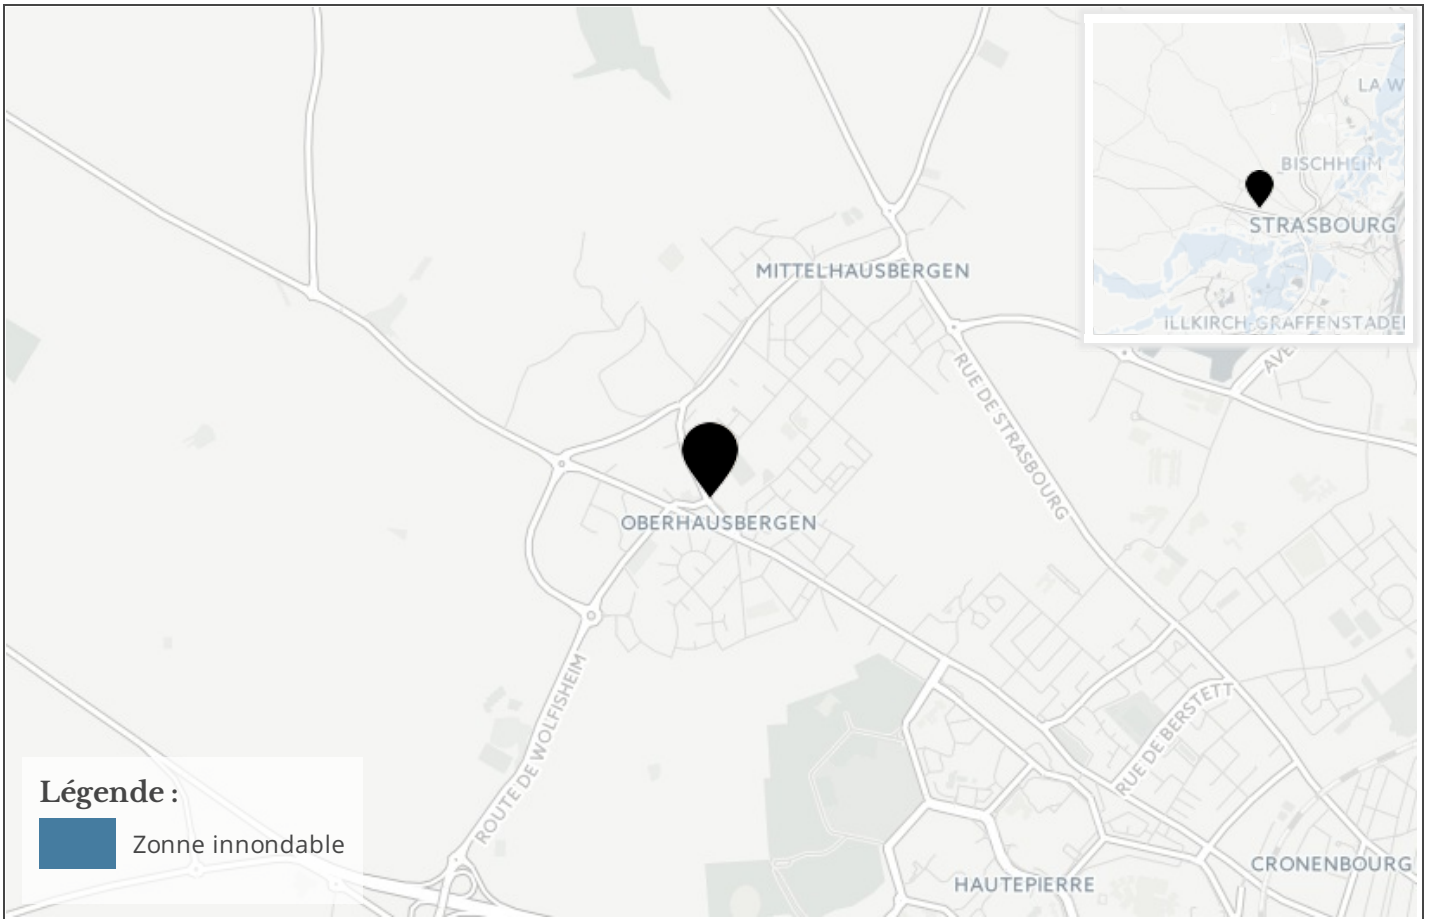 LA W
BISCHHEIM
STRASBOURG
ILLKIRCH-GRAFFENSTADEN
MITTELHAUSBERGEN
AVE
RUE DE STRASBOURG
OBERHAUSBERGEN
ROUTE DE WOLFISHEIM
RUE DE BERSTETT
Légende :
Zonne innondable
CRONENBOURG
HAUTEPIERRE